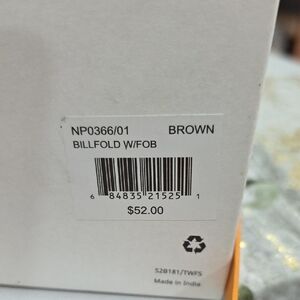 NP0366/01 BROWN
BILLFOLD W/FOB
6 84835 21525 1
$52.00
S20181/TWFS
Made in India